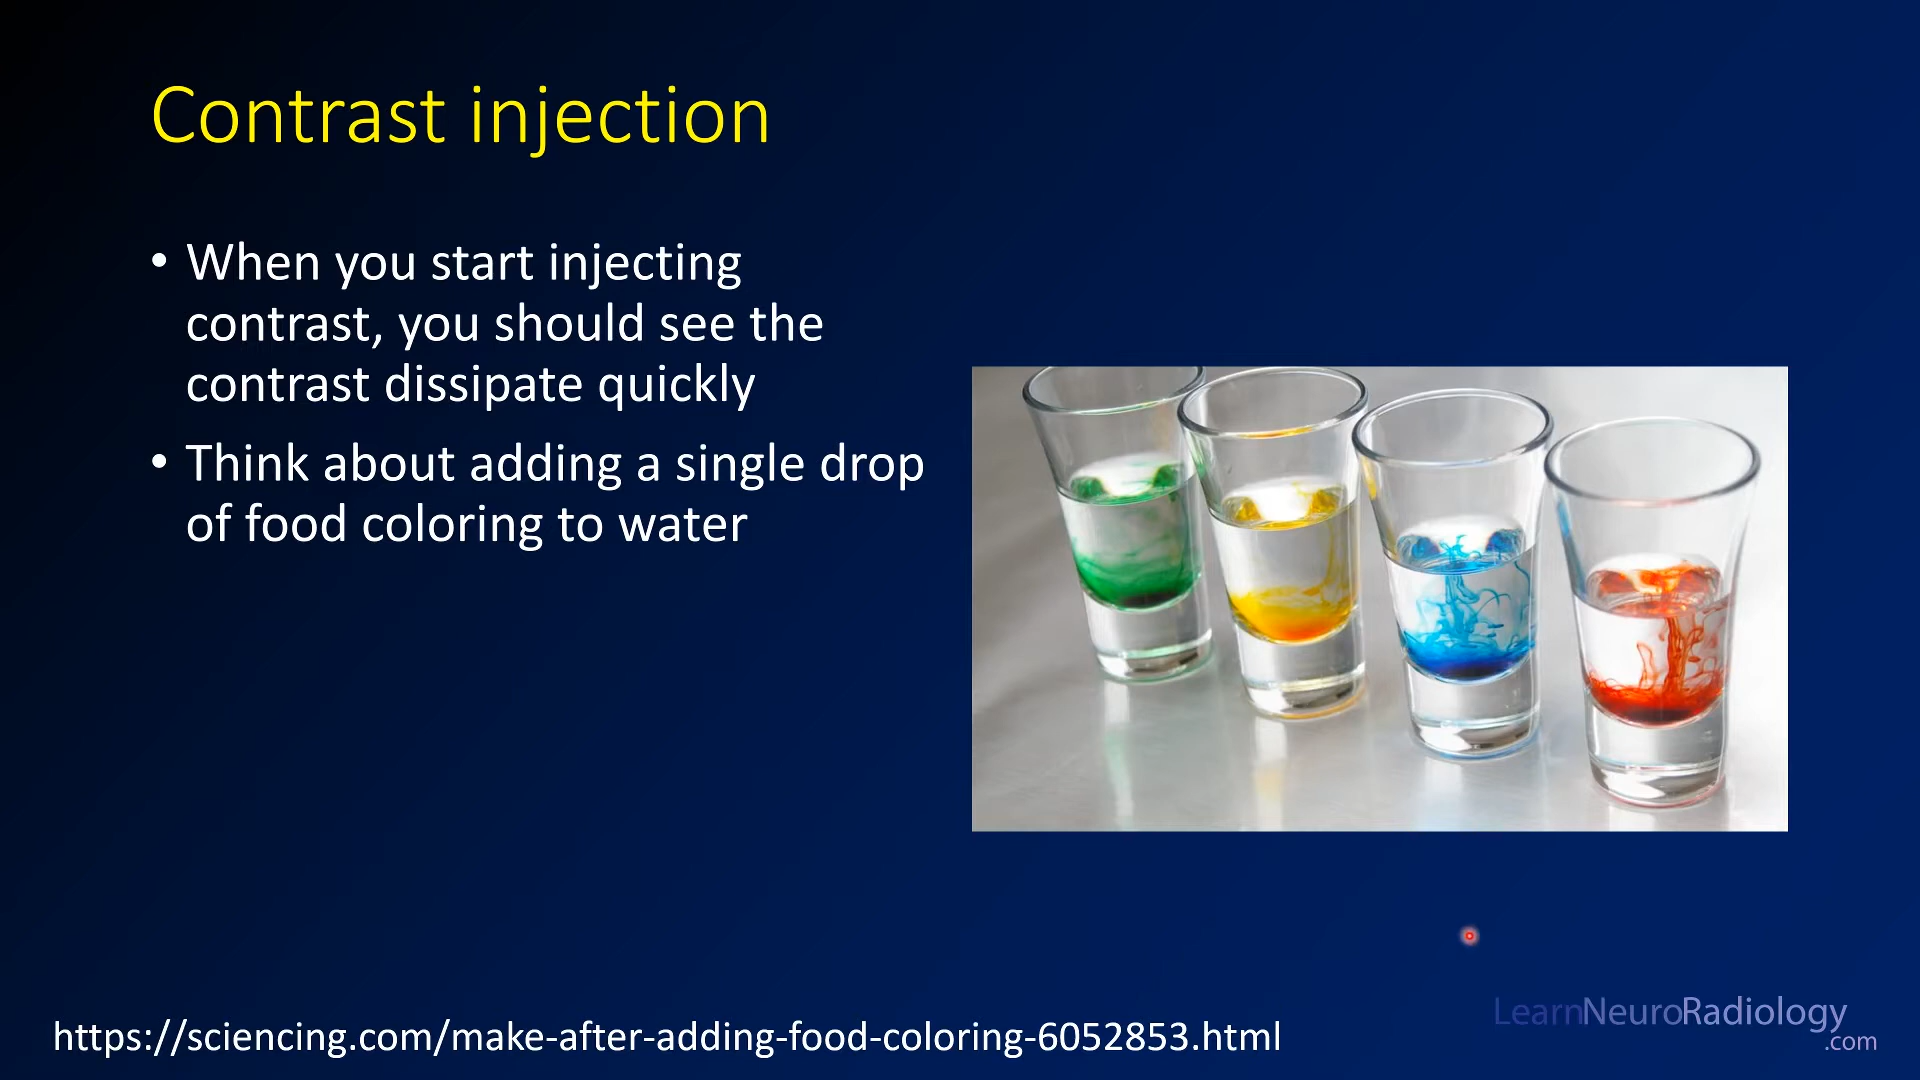 Contrast injection
• When you start injecting
contrast, you should see the
contrast dissipate quickly
• Think about adding a single drop
of food coloring to water
https://sciencing.com/make-after-adding-food-coloring-6052853.html
LearnNeuroRadiology
.com